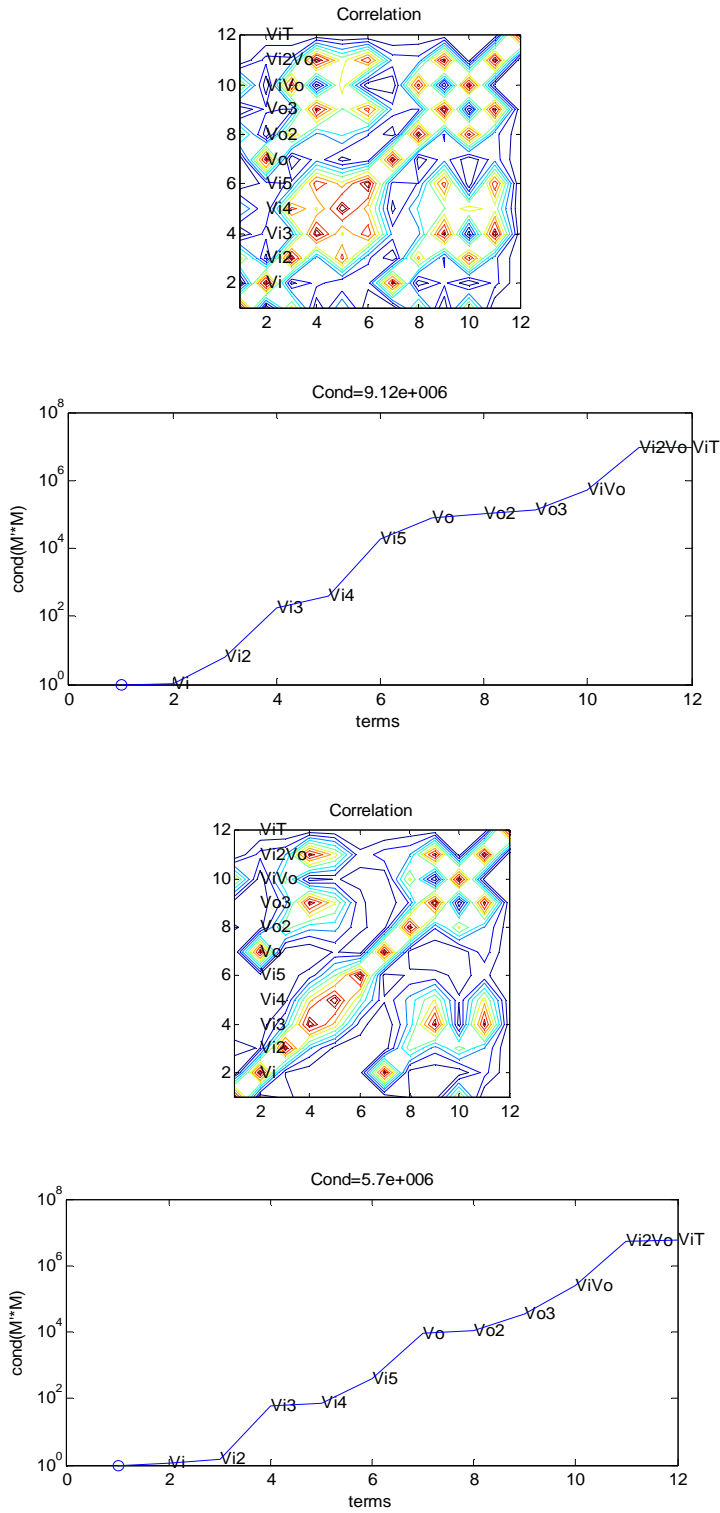 Correlation
12
ViT
Vi2Vo
10
ViVo
Vo3
8
Vo2
Vo
6
Vi5
Vi4
4
Vi3
Vi2
2
Vi
2 4 6 8 10 12
Cond=9.12e+006
cond(M'*M)
10^8
10^6
10^4
10^2
10^0
Vi
Vi2
Vi3
Vi4
Vi5
Vo
Vo2
Vo3
ViVo
Vi2Vo
ViT
0 2 4 6 8 10 12
terms
Correlation
12
ViT
Vi2Vo
10
ViVo
Vo3
8
Vo2
Vo
6
Vi5
Vi4
4
Vi3
Vi2
2
Vi
2 4 6 8 10 12
Cond=5.7e+006
cond(M'*M)
10^8
10^6
10^4
10^2
10^0
Vi
Vi2
Vi3
Vi4
Vi5
Vo
Vo2
Vo3
ViVo
Vi2Vo
ViT
0 2 4 6 8 10 12
terms